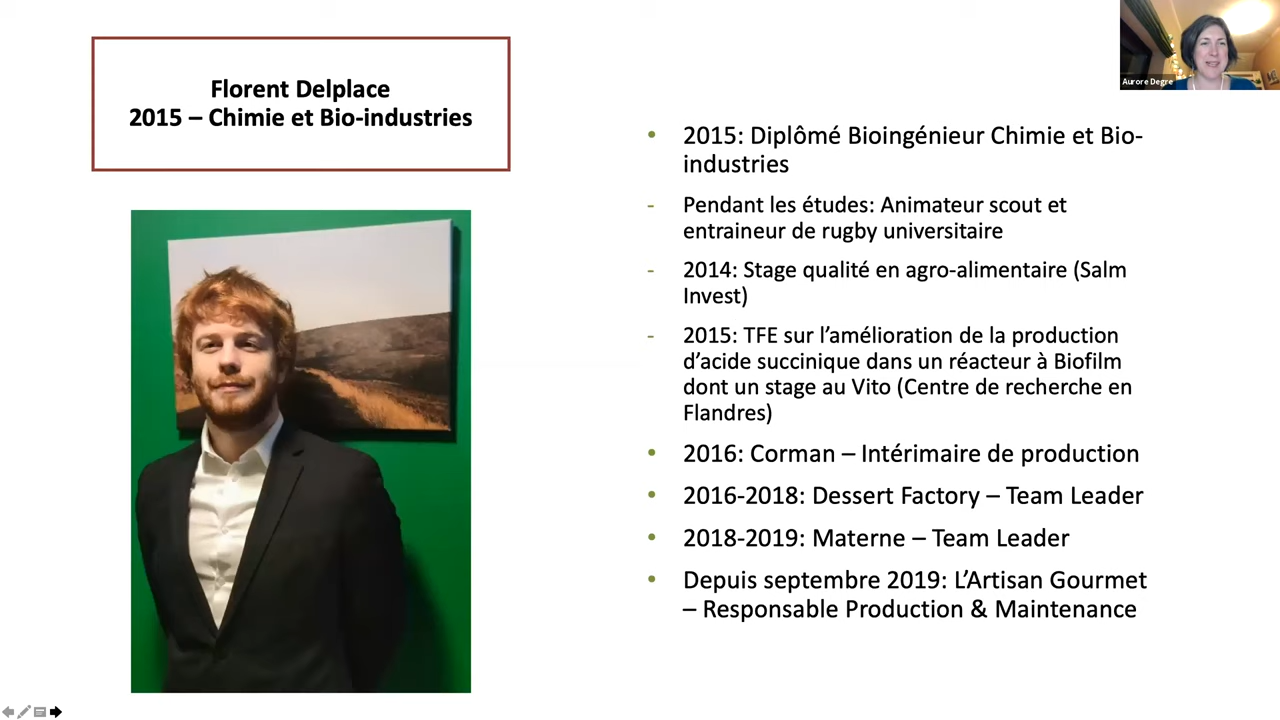 Florent Delplace
2015 – Chimie et Bio-industries
Aurore Degre
• 2015: Diplômé Bioingénieur Chimie et Bio-
industries
- Pendant les études: Animateur scout et
entraineur de rugby universitaire
- 2014: Stage qualité en agro-alimentaire (Salm
Invest)
- 2015: TFE sur l’amélioration de la production
d’acide succinique dans un réacteur à Biofilm
dont un stage au Vito (Centre de recherche en
Flandres)
• 2016: Corman – Intérimaire de production
• 2016-2018: Dessert Factory – Team Leader
• 2018-2019: Materne – Team Leader
• Depuis septembre 2019: L’Artisan Gourmet
– Responsable Production & Maintenance